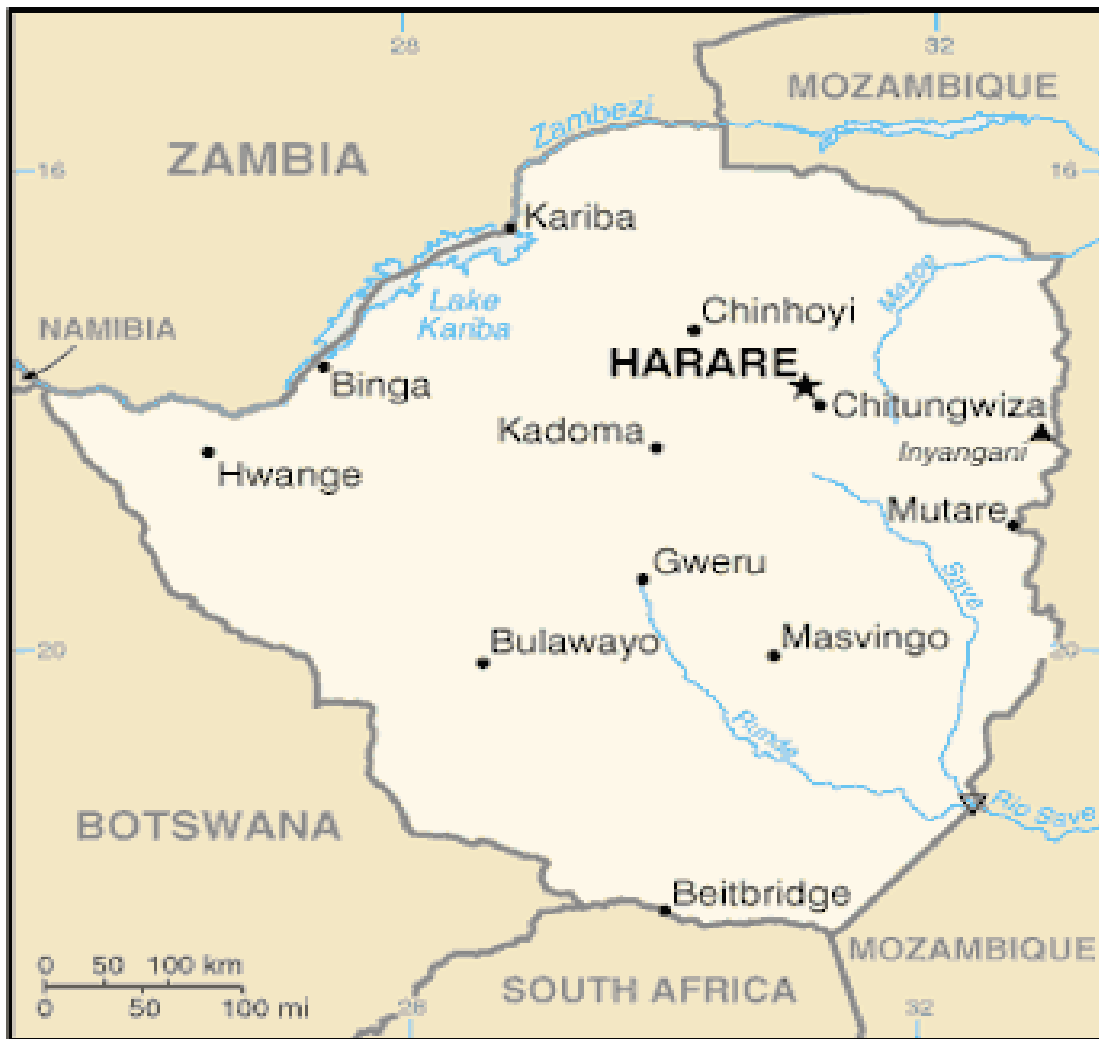 28
32
MOZAMBIQUE
Zambezi
ZAMBIA
16
16
Kariba
Mazoe
Lake
Kariba
Chinhoyi
NAMIBIA
HARARE
Binga
Chitungwiza
Kadoma
Inyangani
Hwange
Mutare
Gweru
Save
Bulawayo
Masvingo
20
20
Runde
Rio Save
BOTSWANA
Beitbridge
MOZAMBIQUE
0 50 100 km
SOUTH AFRICA
0 50 100 mi
28
32